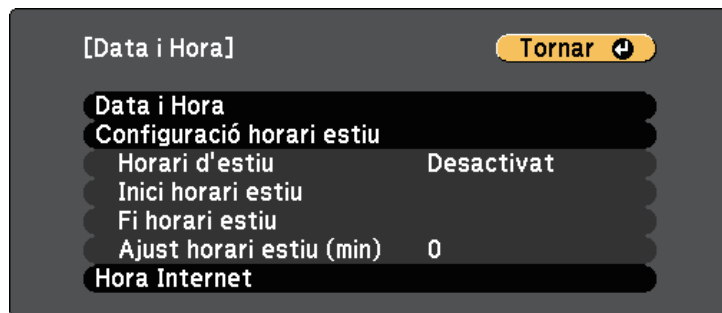 [Data i Hora] Tornar
Data i Hora
Configuració horari estiu
Horari d'estiu Desactivat
Inici horari estiu
Fi horari estiu
Ajust horari estiu (min) 0
Hora Internet